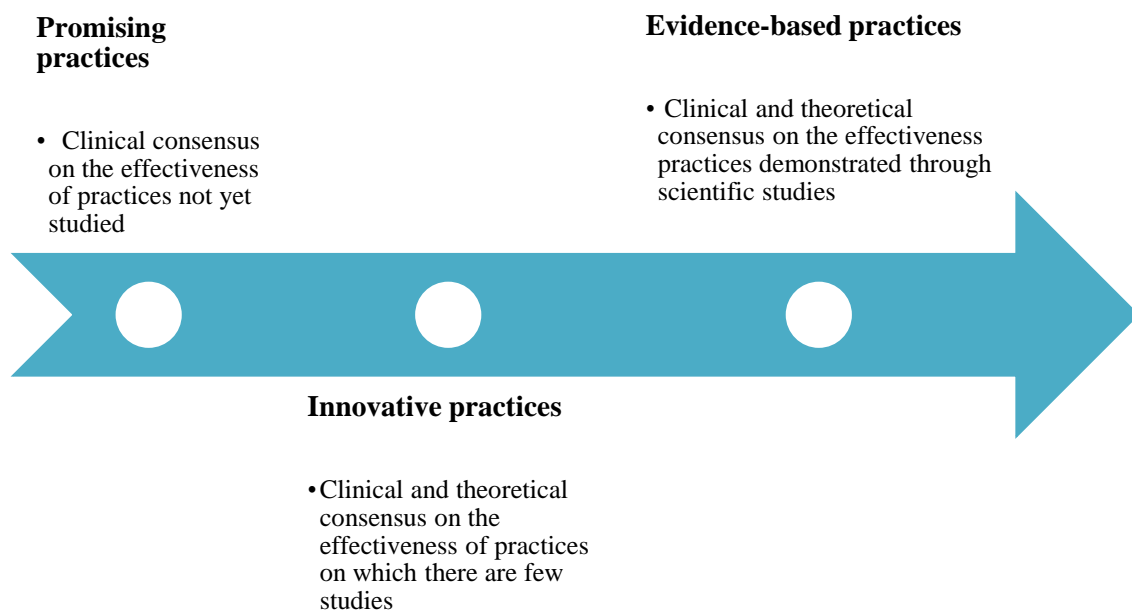 Promising
practices
• Clinical consensus
on the effectiveness
of practices not yet
studied
Innovative practices
•Clinical and theoretical
consensus on the
effectiveness of practices
on which there are few
studies
Evidence-based practices
• Clinical and theoretical
consensus on the effectiveness
practices demonstrated through
scientific studies